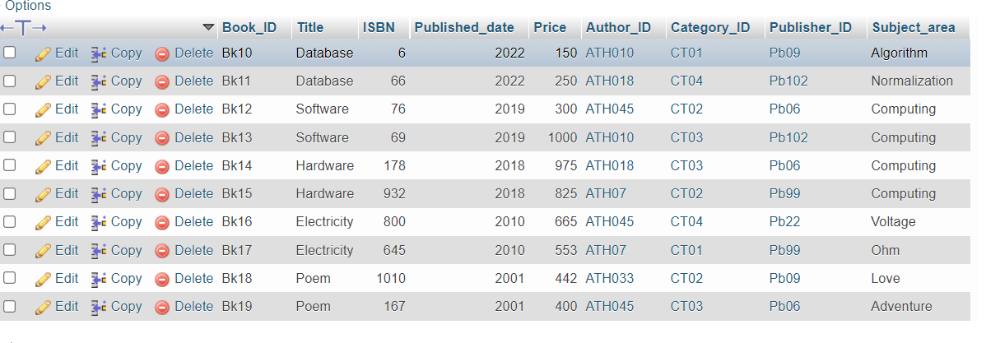 Options
←T→ Book_ID Title ISBN Published_date Price Author_ID Category_ID Publisher_ID Subject_area
Edit Copy Delete Bk10 Database 6 2022 150 ATH010 CT01 Pb09 Algorithm
Edit Copy Delete Bk11 Database 66 2022 250 ATH018 CT04 Pb102 Normalization
Edit Copy Delete Bk12 Software 76 2019 300 ATH045 CT02 Pb06 Computing
Edit Copy Delete Bk13 Software 69 2019 1000 ATH010 CT03 Pb102 Computing
Edit Copy Delete Bk14 Hardware 178 2018 975 ATH018 CT03 Pb06 Computing
Edit Copy Delete Bk15 Hardware 932 2018 825 ATH07 CT02 Pb99 Computing
Edit Copy Delete Bk16 Electricity 800 2010 665 ATH045 CT04 Pb22 Voltage
Edit Copy Delete Bk17 Electricity 645 2010 553 ATH07 CT01 Pb99 Ohm
Edit Copy Delete Bk18 Poem 1010 2001 442 ATH033 CT02 Pb09 Love
Edit Copy Delete Bk19 Poem 167 2001 400 ATH045 CT03 Pb06 Adventure